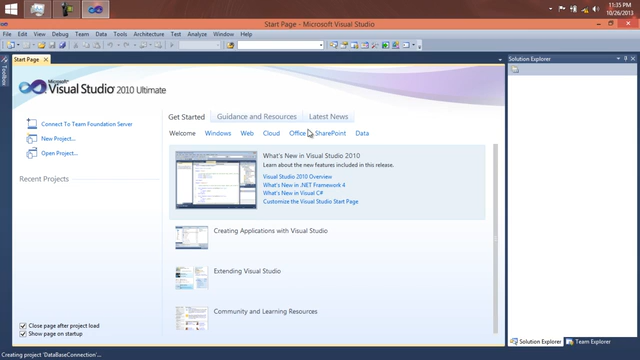 11:35 PM
10/26/2013
Start Page - Microsoft Visual Studio
File Edit View Debug Team Data Tools Architecture Test Analyze Window Help
Start Page
Solution Explorer
Toolbox
Microsoft
Visual Studio 2010 Ultimate
Connect To Team Foundation Server
New Project...
Open Project...
Recent Projects
Get Started Guidance and Resources Latest News
Welcome Windows Web Cloud Office SharePoint Data
What's New in Visual Studio 2010
Learn about the new features included in this release.
Visual Studio 2010 Overview
What's New in .NET Framework 4
What's New in Visual C#
Customize the Visual Studio Start Page
Creating Applications with Visual Studio
Extending Visual Studio
Community and Learning Resources
Close page after project load
Show page on startup
Solution Explorer Team Explorer
Creating project 'DataBaseConnection'...